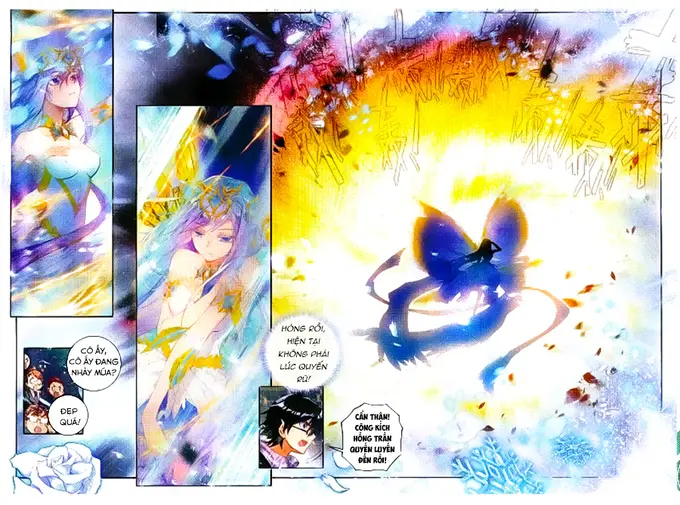 CÔ ẤY,
CÔ ẤY ĐANG
NHẢY MÚA?
ĐẸP
QUÁ!
HỎNG RỒI,
HIỆN TẠI
KHÔNG PHẢI
LÚC QUYẾN
RŨ!
CẨN THẬN!
CÔNG KÍCH
HỒNG TRẦN
QUYẾN LUYẾN
ĐẾN RỒI!